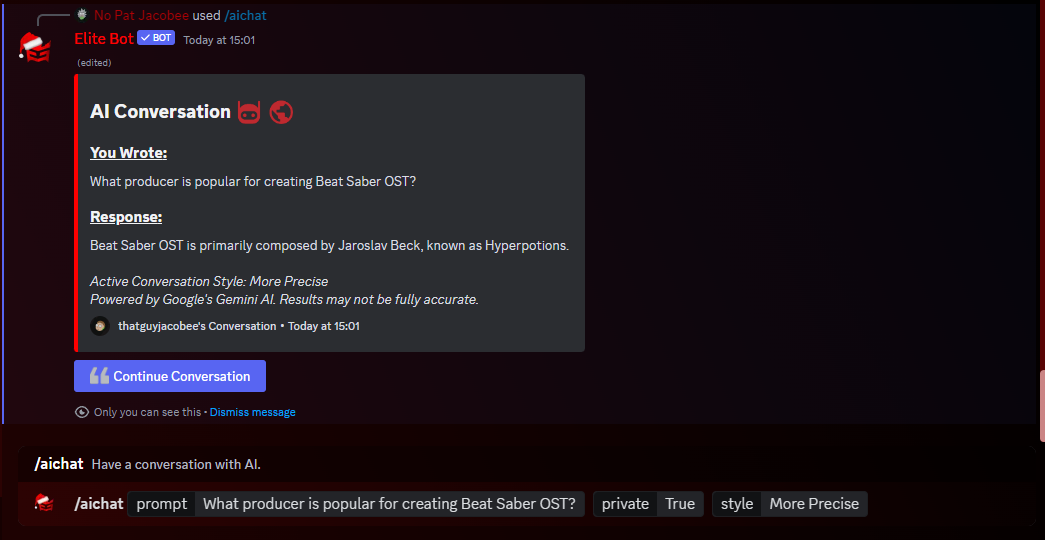 No Pat Jacobee used /aichat
Elite Bot BOT Today at 15:01
(edited)
AI Conversation
You Wrote:
What producer is popular for creating Beat Saber OST?
Response:
Beat Saber OST is primarily composed by Jaroslav Beck, known as Hyperpotions.
Active Conversation Style: More Precise
Powered by Google's Gemini AI. Results may not be fully accurate.
thatguyjacobee's Conversation • Today at 15:01
Continue Conversation
Only you can see this • Dismiss message
/aichat Have a conversation with AI.
/aichat prompt What producer is popular for creating Beat Saber OST? private True style More Precise